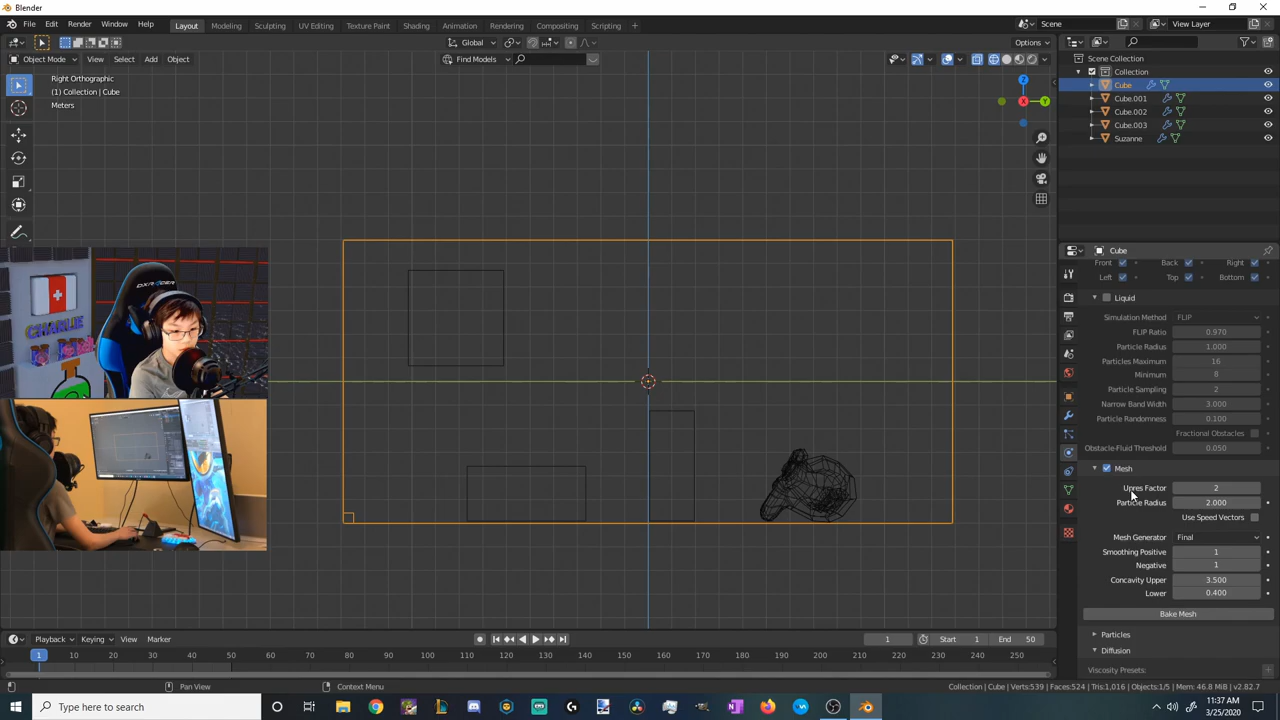 Blender
File Edit Render Window Help Layout Modeling Sculpting UV Editing Texture Paint Shading Animation Rendering Compositing Scripting + Scene View Layer
Global Options
Object Mode View Select Add Object Find Models
Right Orthographic
(1) Collection | Cube
Meters
Z
X
Y
Scene Collection
Collection
Cube
Cube.001
Cube.002
Cube.003
Suzanne
Cube
Front Back Right
Left Top Bottom
Liquid
Simulation Method FLIP
FLIP Ratio 0.970
Particle Radius 1.000
Particles Maximum 16
Minimum 8
Particle Sampling 2
Narrow Band Width 3.000
Particle Randomness 0.100
Fractional Obstacles
Obstacle-Fluid Threshold 0.050
Mesh
Upres Factor 2
Particle Radius 2.000
Use Speed Vectors
Mesh Generator Final
Smoothing Positive 1
Negative 1
Concavity Upper 3.500
Lower 0.400
Bake Mesh
Particles
Diffusion
Viscosity Presets:
CHARLIE
DXRACER
Playback Keying View Marker 1 Start 1 End 50
1 10 20 30 40 50 60 70 80 90 100 110 120 130 140 150 160 170 180 190 200 210 220 230 240 250
Pan View Context Menu Collection | Cube | Verts:539 | Faces:524 | Tris:1,016 | Objects:1/5 | Mem: 46.8 MiB | v2.82.7
Type here to search
11:37 AM
3/25/2020